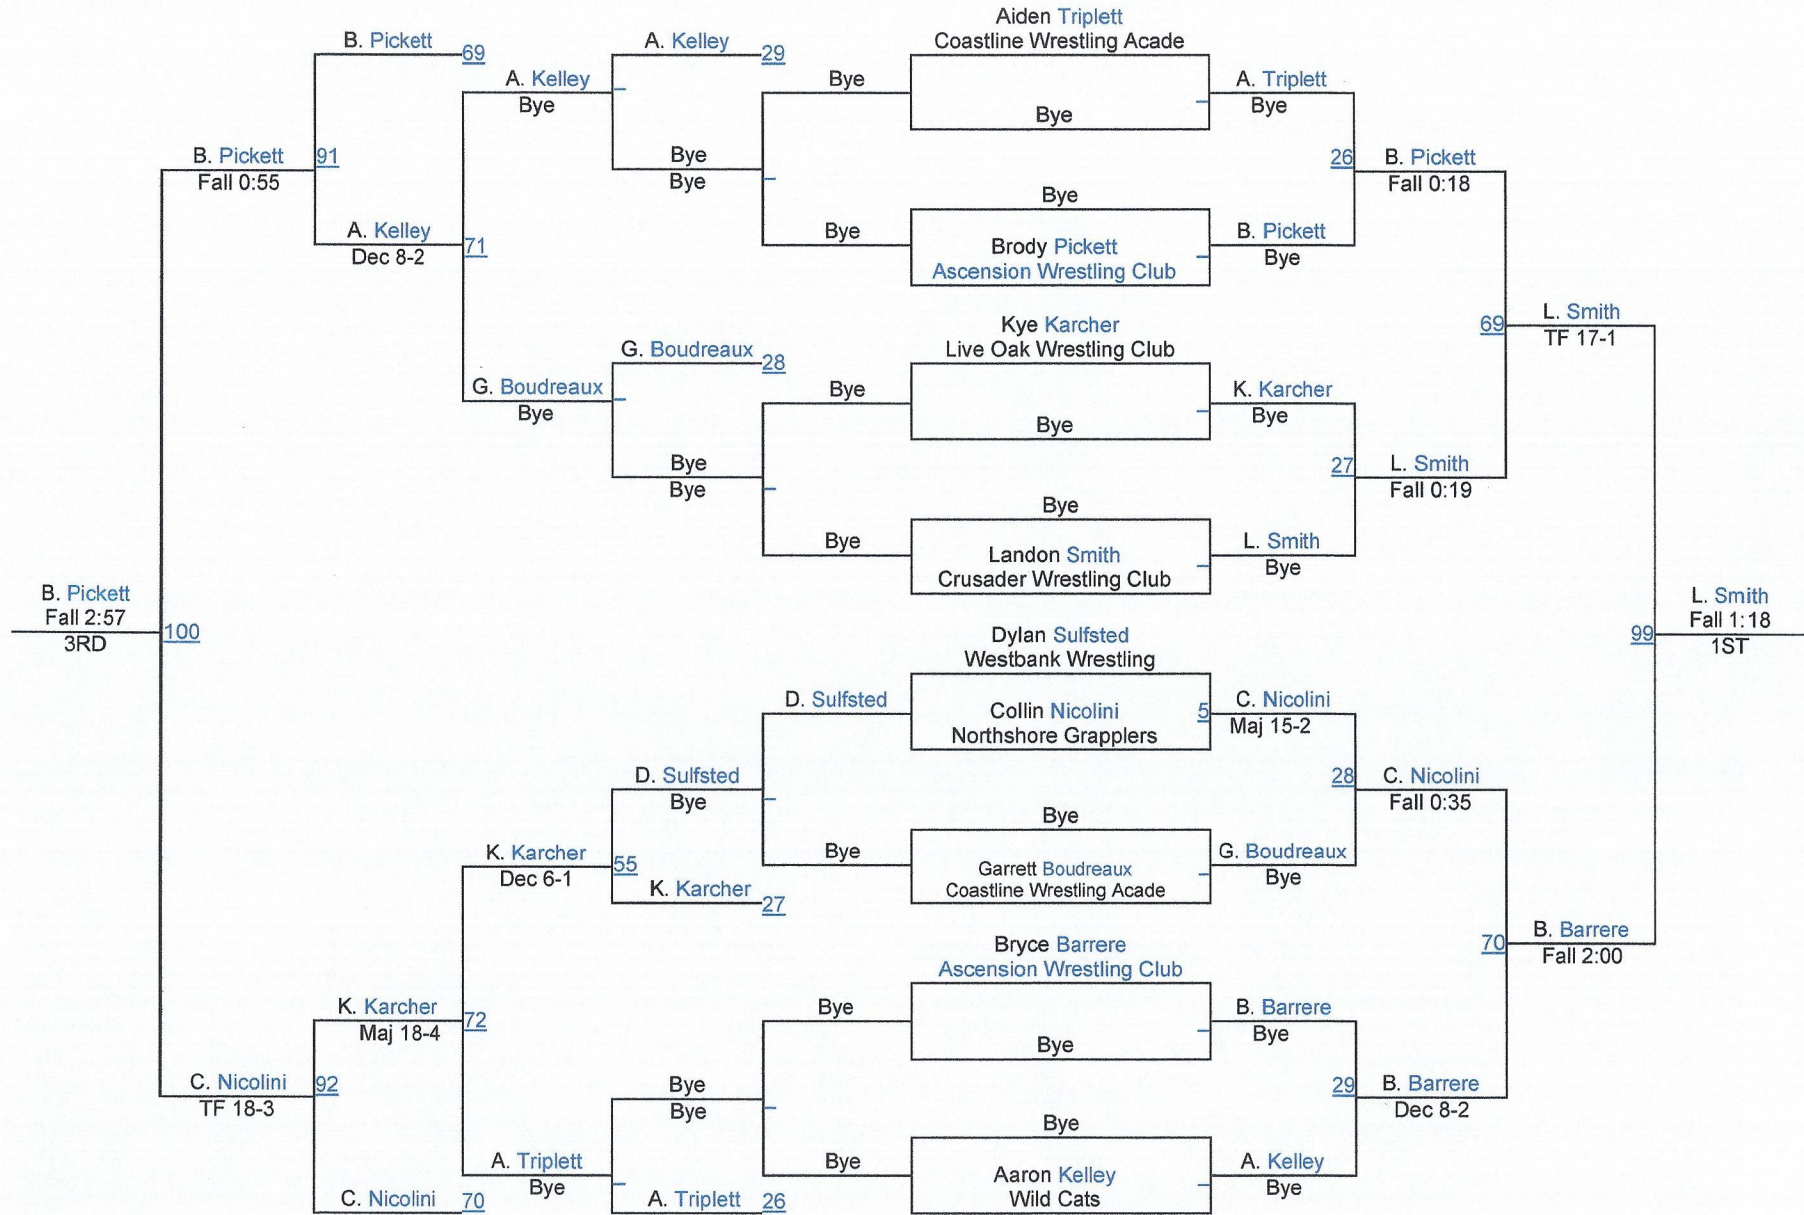 Aiden Triplett
B. Pickett
69
A. Kelley
29
Coastline Wrestling Acade
A. Kelley
Bye
Bye
A. Triplett
Bye
Bye
Bye
B. Pickett
Fall 0:55
91
Bye
Bye
26
B. Pickett
Fall 0:18
Bye
A. Kelley
Dec 8-2
71
Bye
Brody Pickett
Ascension Wrestling Club
B. Pickett
Bye
Kye Karcher
Live Oak Wrestling Club
69
L. Smith
TF 17-1
G. Boudreaux
28
G. Boudreaux
Bye
Bye
Bye
K. Karcher
Bye
Bye
Bye
27
L. Smith
Fall 0:19
Bye
Bye
Landon Smith
Crusader Wrestling Club
L. Smith
Bye
B. Pickett
Fall 2:57
3RD
100
Dylan Sulfsted
Westbank Wrestling
99
L. Smith
Fall 1:18
1ST
D. Sulfsted
Collin Nicolini
Northshore Grapplers
5
C. Nicolini
Maj 15-2
D. Sulfsted
Bye
28
C. Nicolini
Fall 0:35
Bye
K. Karcher
Dec 6-1
55
Bye
Garrett Boudreaux
Coastline Wrestling Acade
G. Boudreaux
Bye
K. Karcher
27
Bryce Barrere
Ascension Wrestling Club
70
B. Barrere
Fall 2:00
K. Karcher
Maj 18-4
72
Bye
Bye
B. Barrere
Bye
C. Nicolini
TF 18-3
92
Bye
Bye
29
B. Barrere
Dec 8-2
Bye
A. Triplett
Bye
Bye
Aaron Kelley
Wild Cats
A. Kelley
Bye
C. Nicolini
70
A. Triplett
26